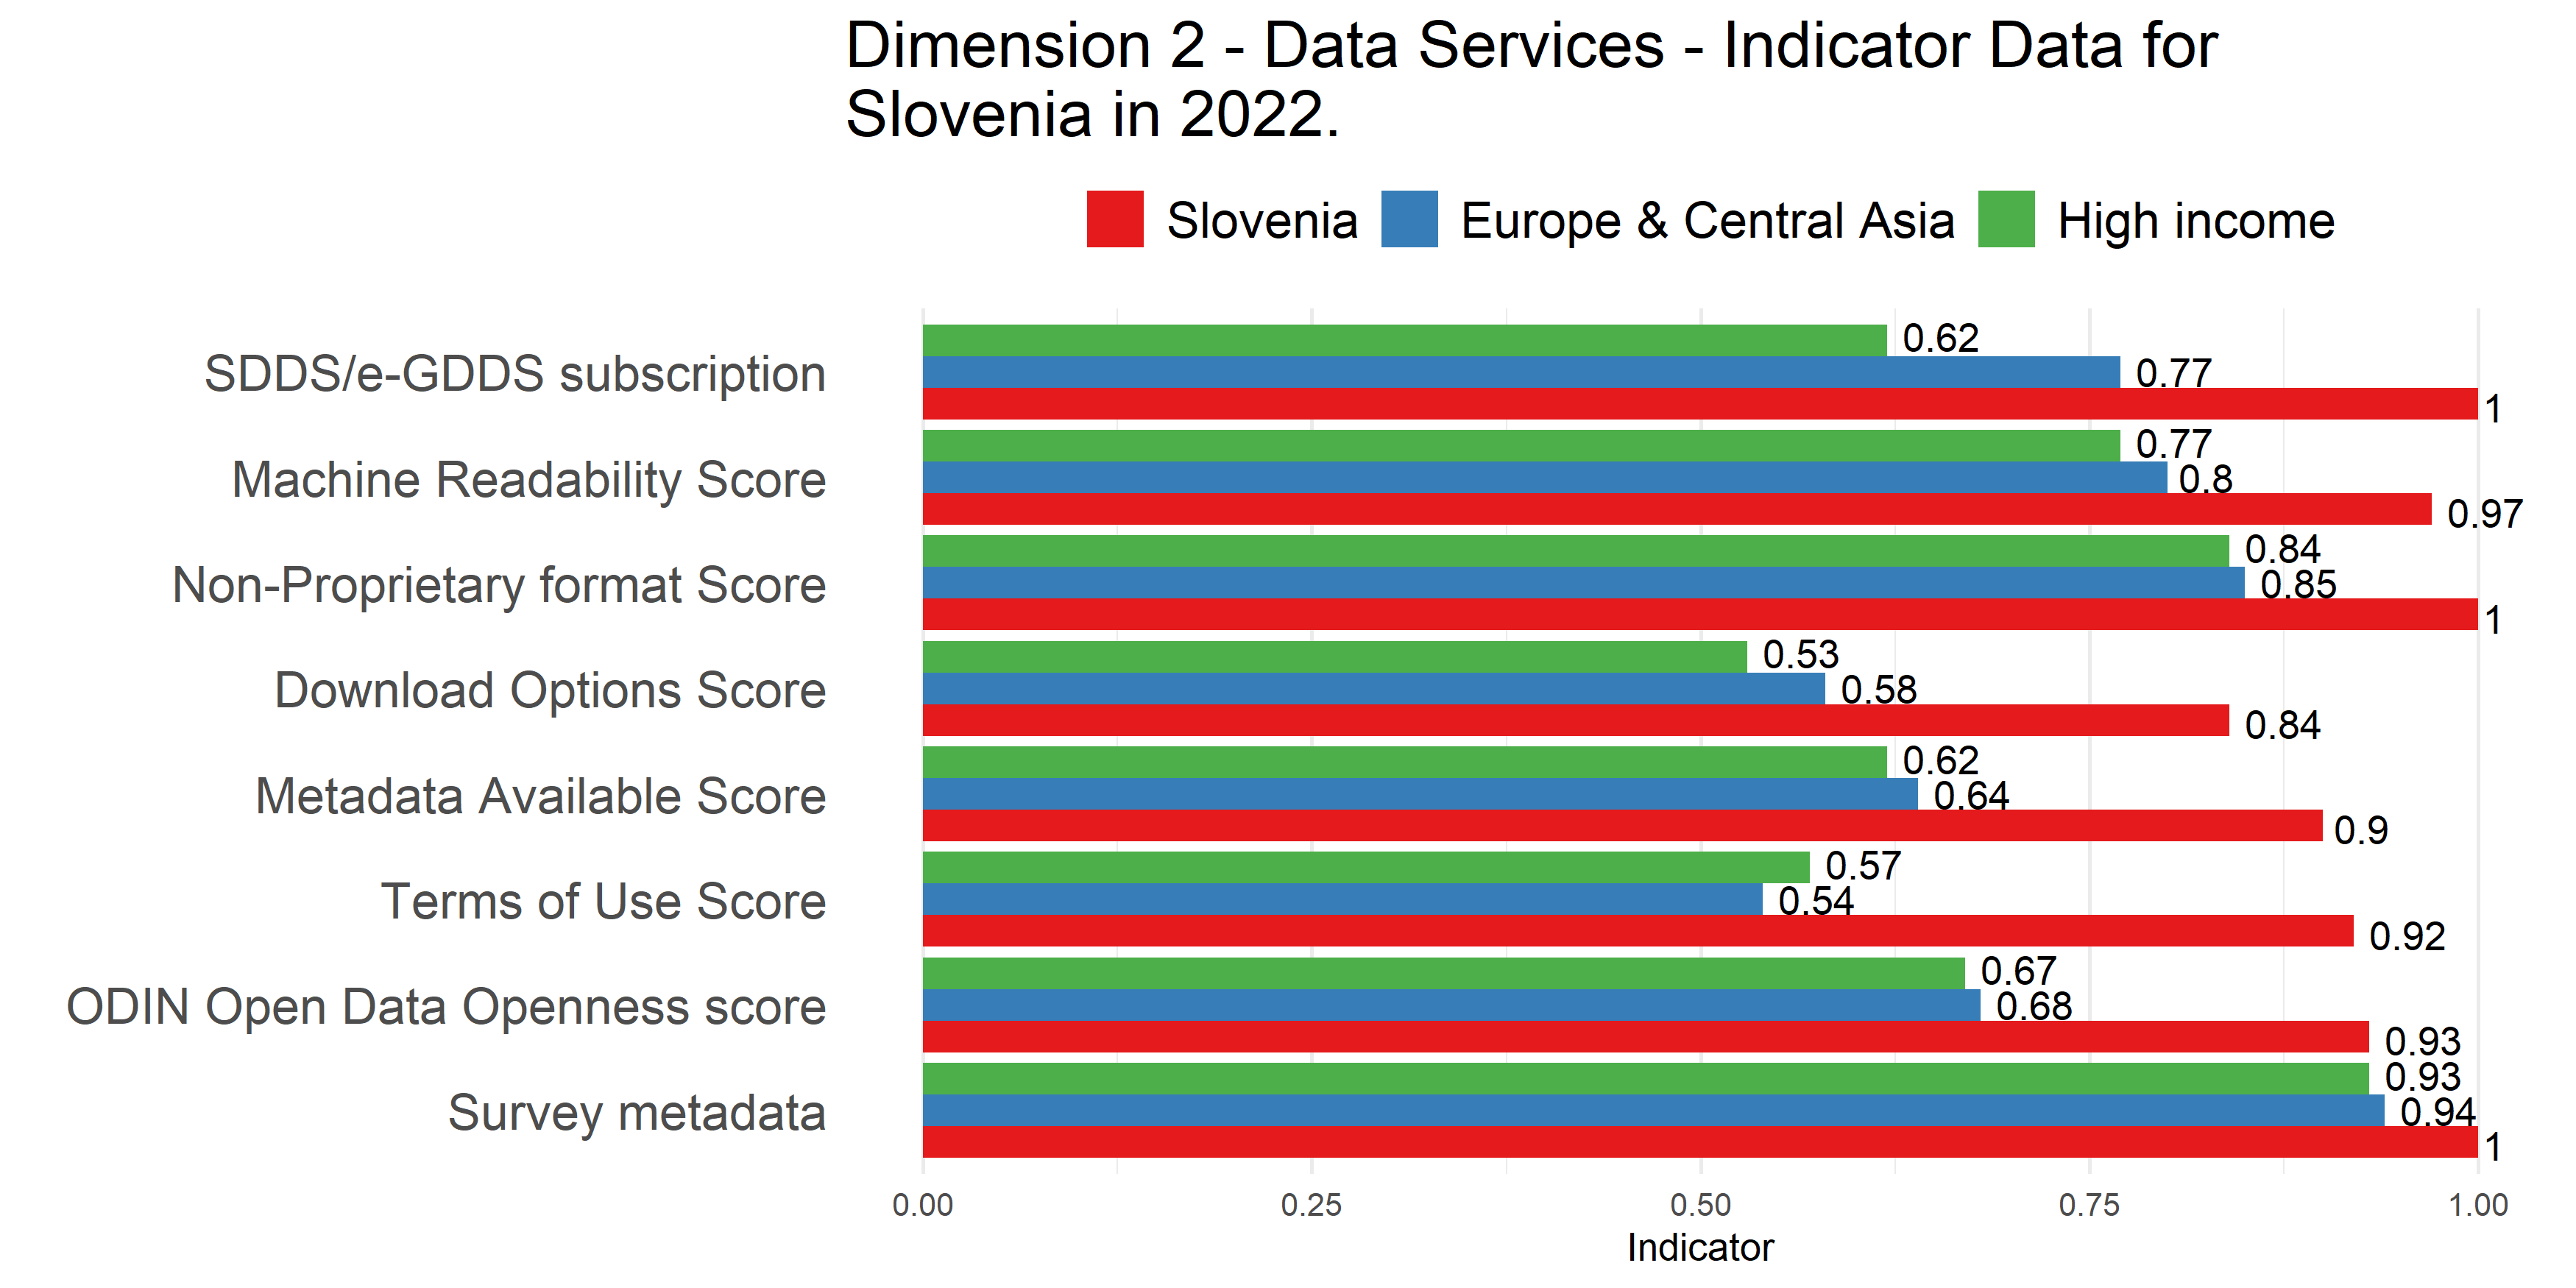 Dimension 2 - Data Services - Indicator Data for
Slovenia in 2022.
Slovenia Europe & Central Asia High income
SDDS/e-GDDS subscription
0.62
0.77
1
Machine Readability Score
0.77
0.8
0.97
Non-Proprietary format Score
0.84
0.85
1
Download Options Score
0.53
0.58
0.84
Metadata Available Score
0.62
0.64
0.9
Terms of Use Score
0.57
0.54
0.92
ODIN Open Data Openness score
0.67
0.68
0.93
Survey metadata
0.93
0.94
1
0.00 0.25 0.50 0.75 1.00
Indicator